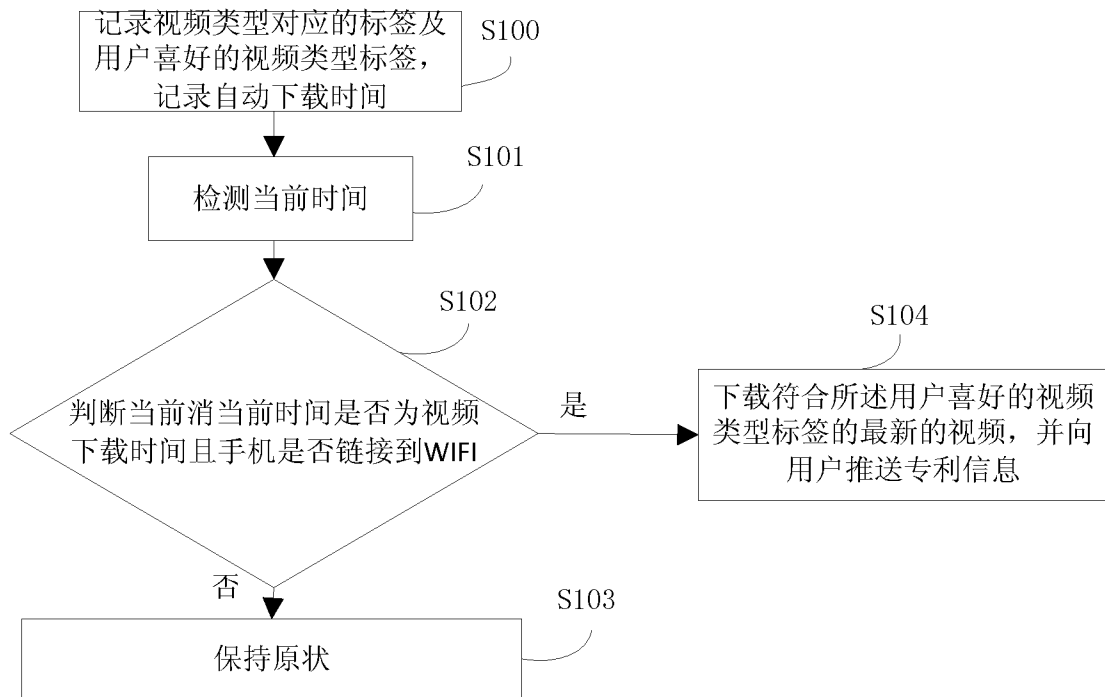 记录视频类型对应的标签及
用户喜好的视频类型标签，
记录自动下载时间
S100
S101
检测当前时间
S102
判断当前消当前时间是否为视频
下载时间且手机是否链接到WIFI
是
S104
下载符合所述用户喜好的视频
类型标签的最新的视频，并向
用户推送专利信息
否
S103
保持原状